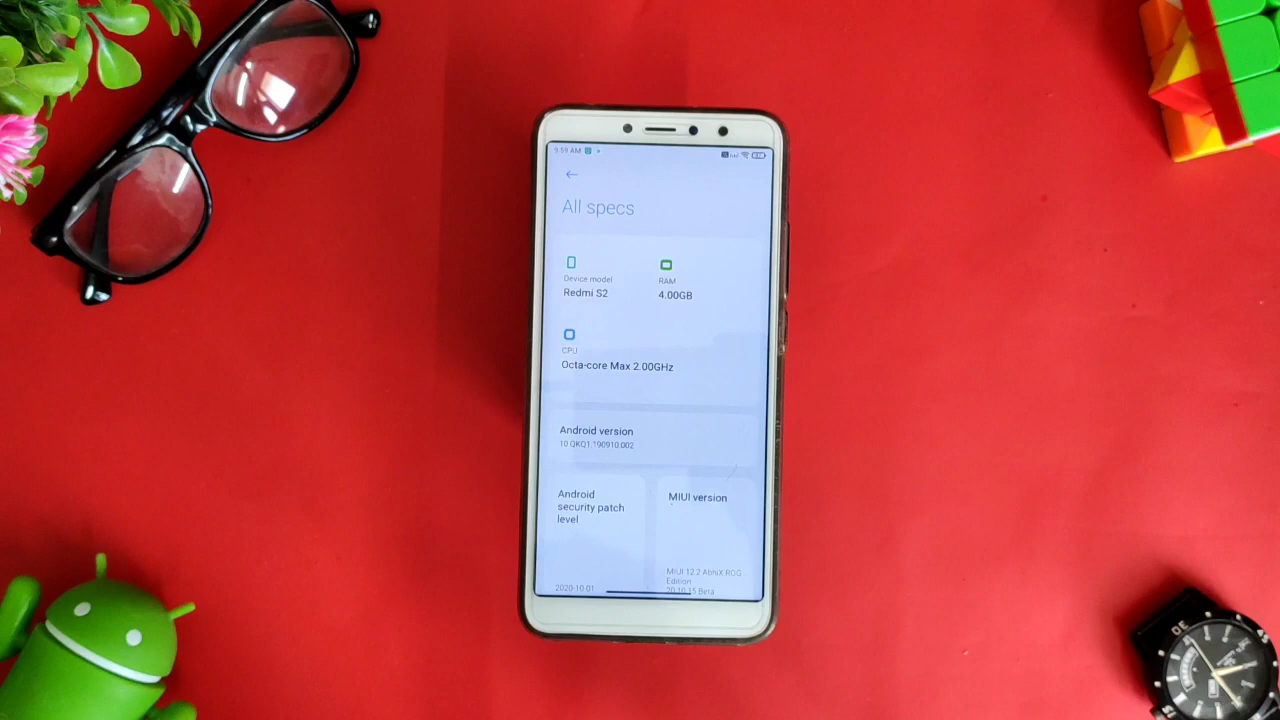 9:59 AM
All specs
Device model
RAM
Redmi S2
4.00GB
CPU
Octa-core Max 2.00GHz
Android version
10 QKQ1.190910.002
Android
security patch
level
MIUI version
MIUI 12.2 AbhiX ROG
Edition
20.10.15 Beta
2020-10-01